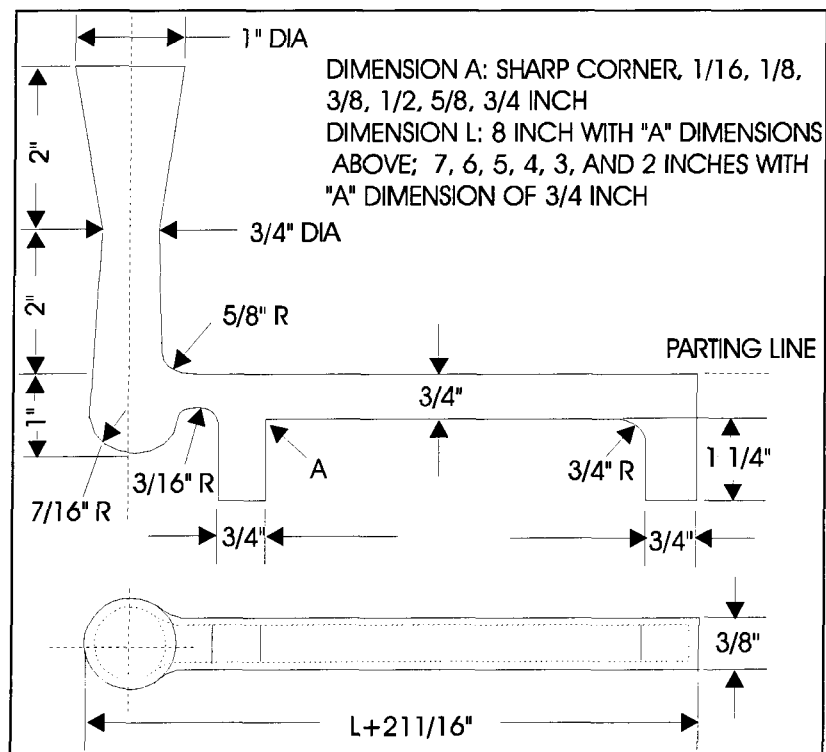 1" DIA
DIMENSION A: SHARP CORNER, 1/16, 1/8,
3/8, 1/2, 5/8, 3/4 INCH
DIMENSION L: 8 INCH WITH "A" DIMENSIONS
ABOVE; 7, 6, 5, 4, 3, AND 2 INCHES WITH
"A" DIMENSION OF 3/4 INCH
2"
3/4" DIA
2"
5/8" R
PARTING LINE
1"
3/4"
3/16" R
A
3/4" R
1 1/4"
7/16" R
3/4"
3/4"
3/8"
L+211/16"